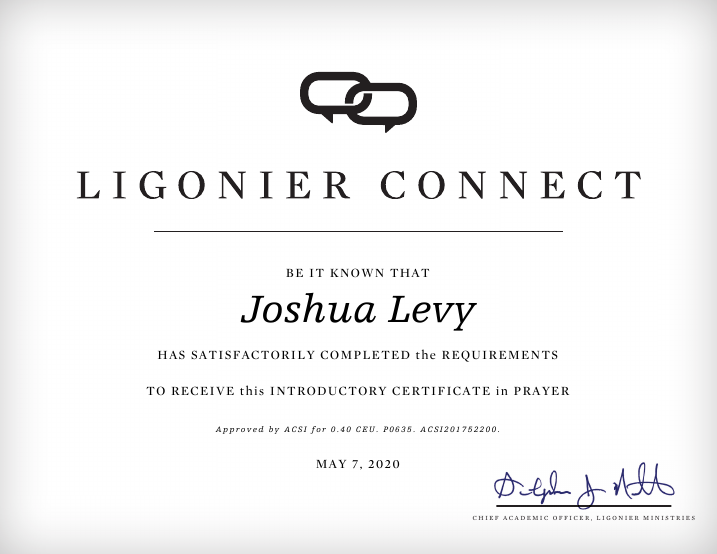 LIGONIER CONNECT
BE IT KNOWN THAT
Joshua Levy
HAS SATISFACTORILY COMPLETED the REQUIREMENTS
TO RECEIVE this INTRODUCTORY CERTIFICATE in PRAYER
Approved by ACSI for 0.40 CEU. P0635. ACSI201752200.
MAY 7, 2020
CHIEF ACADEMIC OFFICER, LIGONIER MINISTRIES